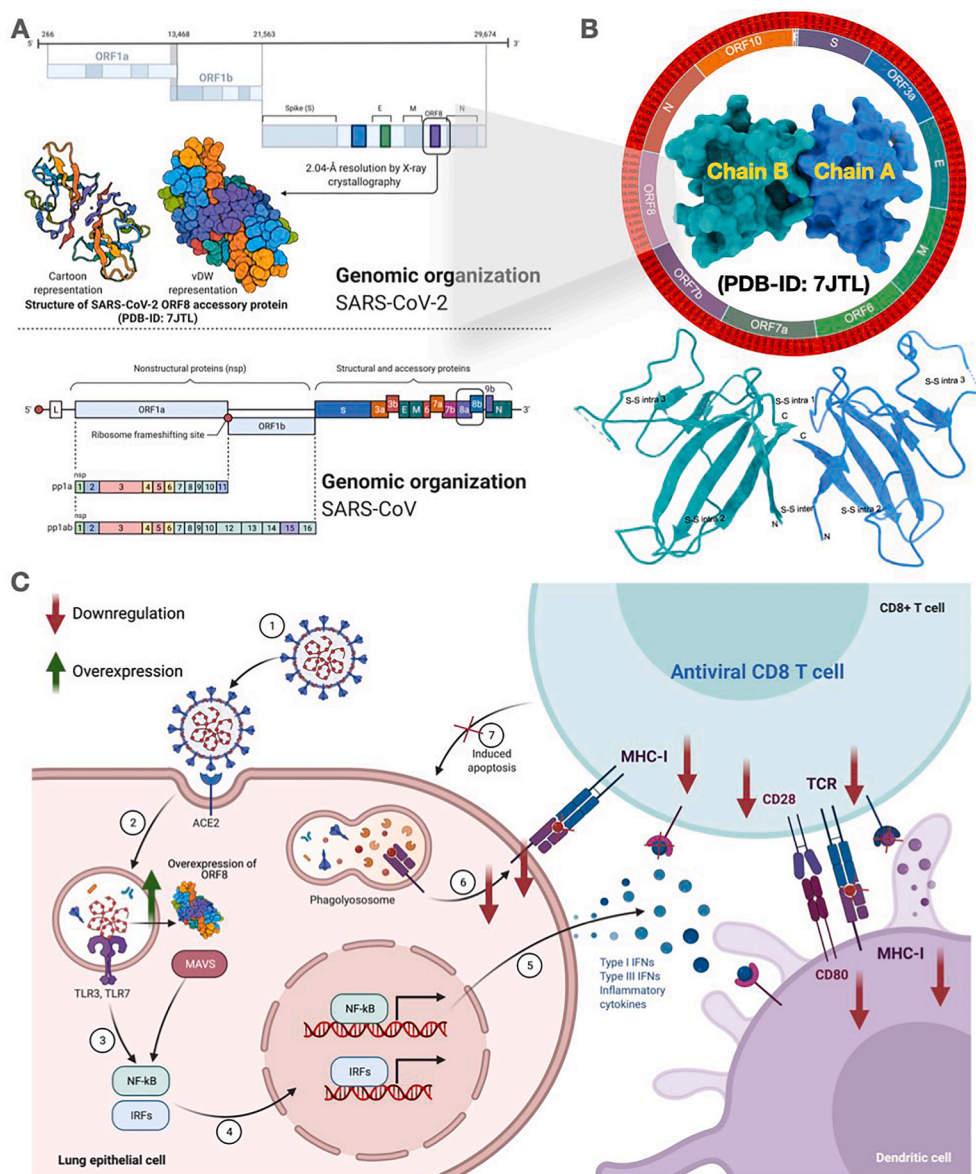 A
266
13,468
21,563
29,674
5'
3'
ORF1a
ORF1b
Spike (S)
E
M
ORF8
N
2.04-Å resolution by X-ray
crystallography
Cartoon
representation
vDW
representation
Structure of SARS-CoV-2 ORF8 accessory protein
(PDB-ID: 7JTL)
Genomic organization
SARS-CoV-2
Nonstructural proteins (nsp)
Structural and accessory proteins
5'
L
ORF1a
ORF1b
S
3a
3b
E
M
6
7a
7b
8a
8b
9b
N
3'
Ribosome frameshifting site
nsp
pp1a
1 2 3 4 5 6 7 8 9 10 11
nsp
pp1ab
1 2 3 4 5 6 7 8 9 10 12 13 14 15 16
Genomic organization
SARS-CoV
B
ORF10
S
ORF3a
E
M
ORF6
ORF7a
ORF7b
ORF8
N
Chain B
Chain A
(PDB-ID: 7JTL)
S-S intra 3
S-S intra 1
S-S intra 3
C
C
S-S intra 2
S-S inter
S-S intra 2
N
N
C
Downregulation
Overexpression
1
CD8+ T cell
Antiviral CD8 T cell
7
Induced
apoptosis
MHC-I
TCR
CD28
ACE2
2
Overexpression of
ORF8
Phagolyososome
6
TLR3, TLR7
MAVS
3
NF-kB
IRFs
4
NF-kB
IRFs
5
Type I IFNs
Type III IFNs
Inflammatory
cytokines
CD80
MHC-I
Lung epithelial cell
Dendritic cell